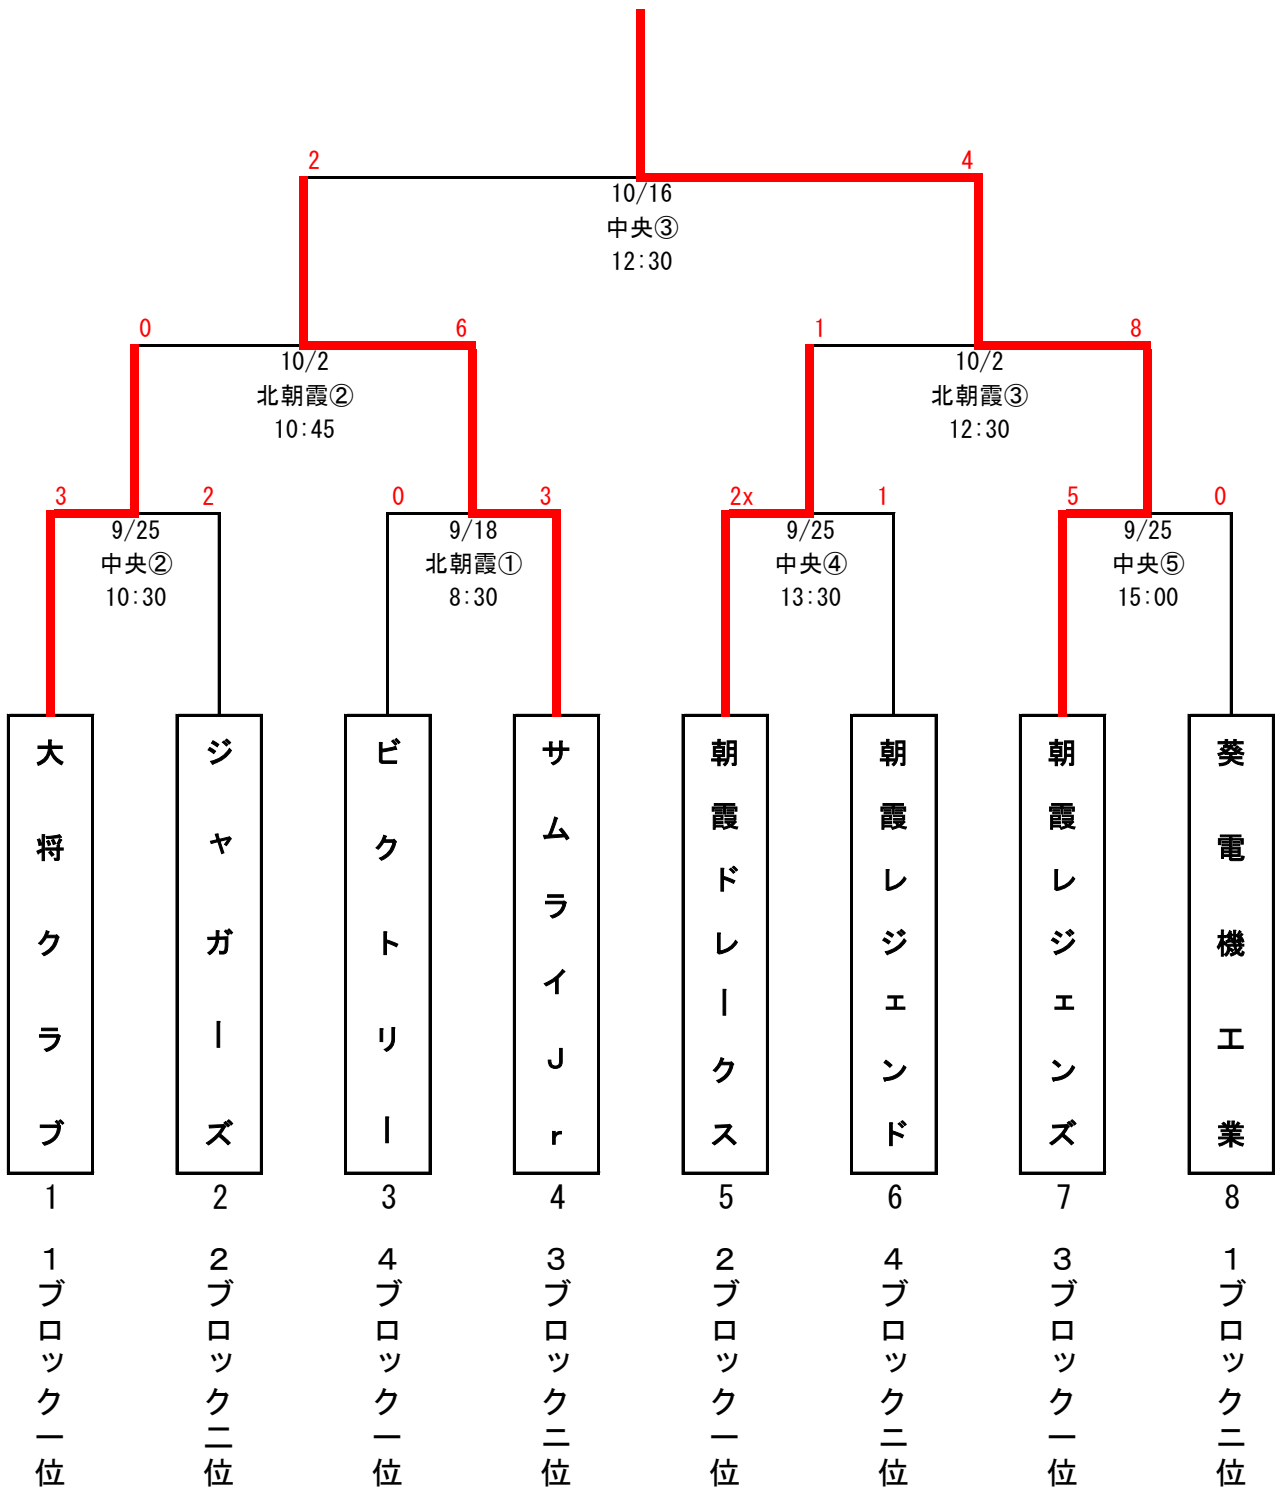 2
4
10/16
中央③
12:30
0
6
1
8
10/2
北朝霞②
10:45
10/2
北朝霞③
12:30
3
2
0
3
2x
1
5
0
9/25
中央②
10:30
9/18
北朝霞①
8:30
9/25
中央④
13:30
9/25
中央⑤
15:00
大将クラブ
ジャガーズ
ビクトリー
サムライJr
朝霞ドレークス
朝霞レジェンド
朝霞レジェンズ
葵電機工業
1
2
3
4
5
6
7
8
1ブロック一位
2ブロック二位
4ブロック一位
3ブロック二位
2ブロック一位
4ブロック二位
3ブロック一位
1ブロック二位